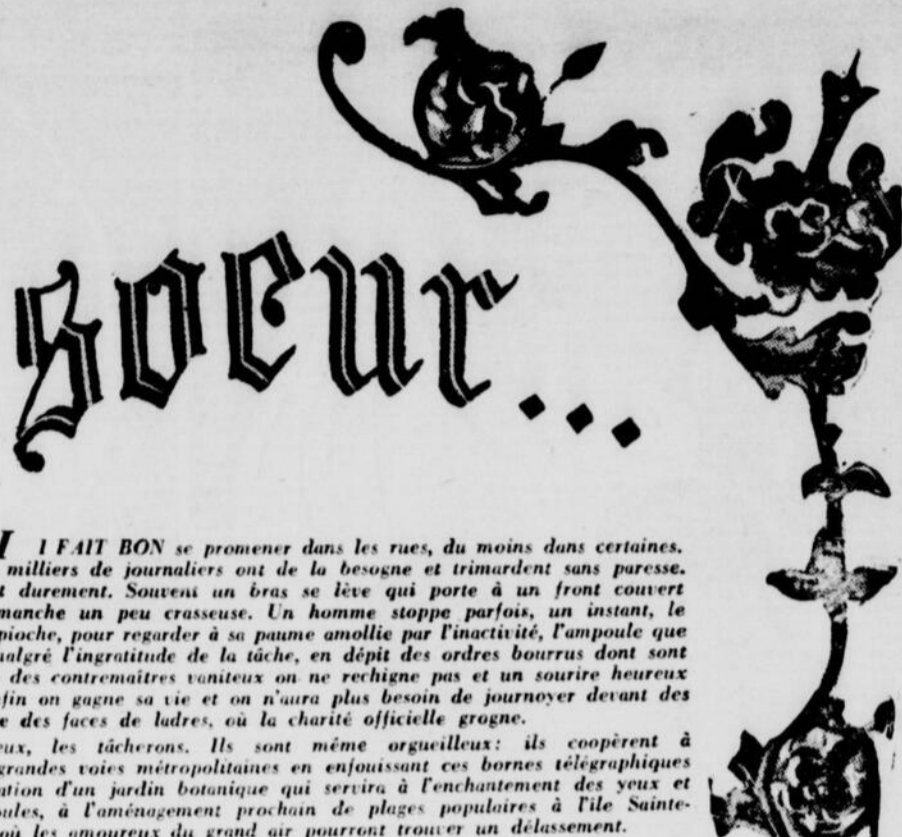 soeur...
I I FAIT BON se promener dans les rues, du moins dans certaines.
milliers de journaliers ont de la besogne et trimardent sans paresse.
durement. Souvent un bras se lève qui porte à un front couvert
manche un peu crasseuse. Un homme stoppe parfois, un instant, le
pioche, pour regarder à sa paume amollie par l'inactivité, l'ampoule que
malgré l'ingratitude de la tâche, en dépit des ordres bourrus dont sont
des contremaîtres vaniteux on ne rechigne pas et un sourire heureux
on gagne sa vie et on n'aura plus besoin de journoyer devant des
des faces de ladres, où la charité officielle grogne.
les tâcherons. Ils sont même orgueilleux: ils coopèrent à
grandes voies métropolitaines en enfouissant ces bornes télégraphiques
d'un jardin botanique qui servira à l'enchantement des yeux et
à l'aménagement prochain de plages populaires à l'île Sainte-
où les amoureux du grand air pourront trouver un délassement.